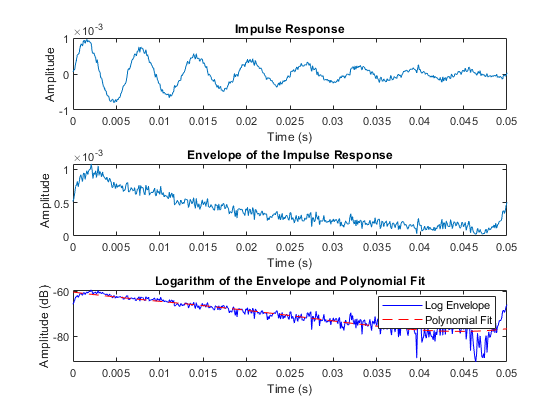 Impulse Response
×10⁻³
1
0
-1
Amplitude
0 0.005 0.01 0.015 0.02 0.025 0.03 0.035 0.04 0.045 0.05
Time (s)
Envelope of the Impulse Response
×10⁻³
1
0.5
0
Amplitude
0 0.005 0.01 0.015 0.02 0.025 0.03 0.035 0.04 0.045 0.05
Time (s)
Logarithm of the Envelope and Polynomial Fit
-60
-80
Amplitude (dB)
Log Envelope
Polynomial Fit
0 0.005 0.01 0.015 0.02 0.025 0.03 0.035 0.04 0.045 0.05
Time (s)